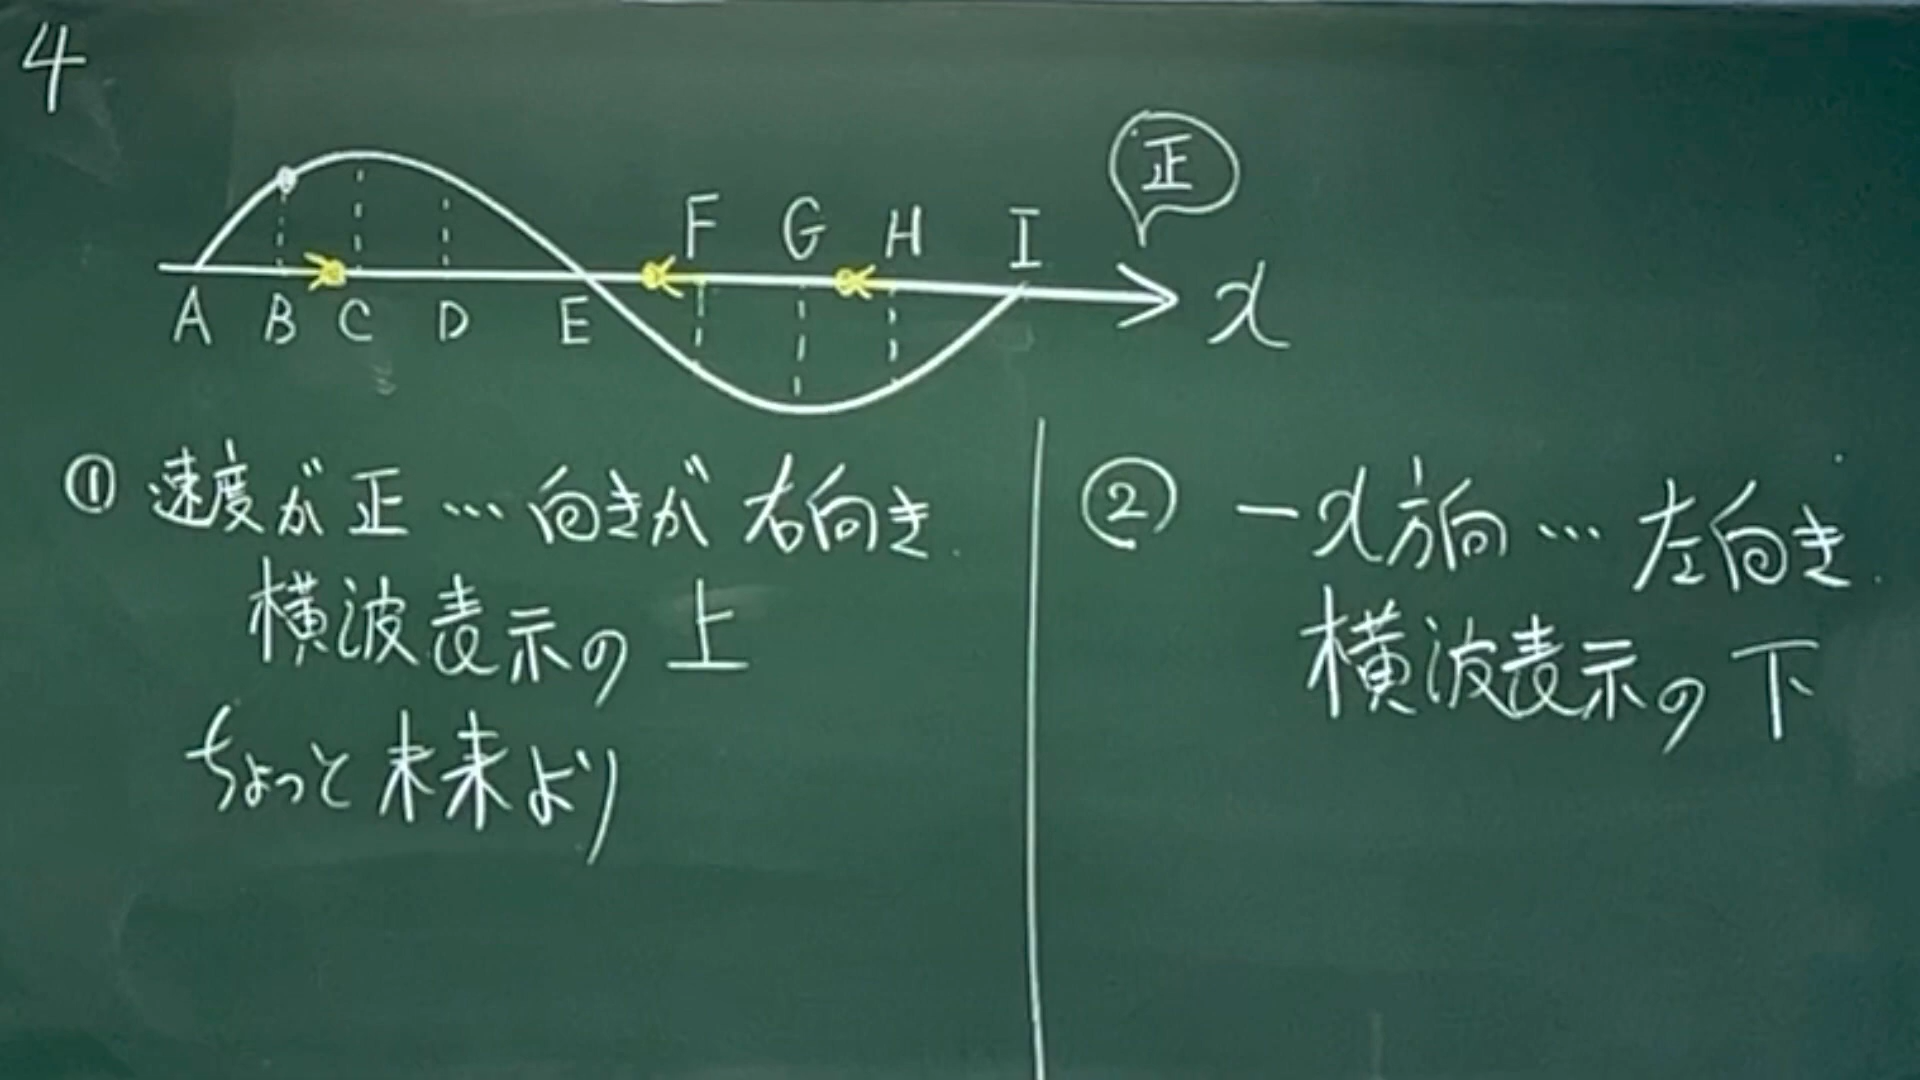 4
正
F G H I
A B C D E
x
① 速度が正…向きが右向き.
横波表示の上
ちょっと未来より
② -x方向…左向き.
横波表示の下